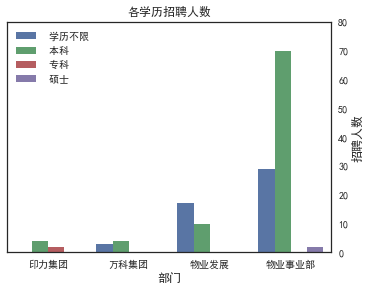 各学历招聘人数
学历不限
本科
专科
硕士
80
70
60
50
40
30
20
10
0
招聘人数
印力集团 万科集团 物业发展 物业事业部
部门